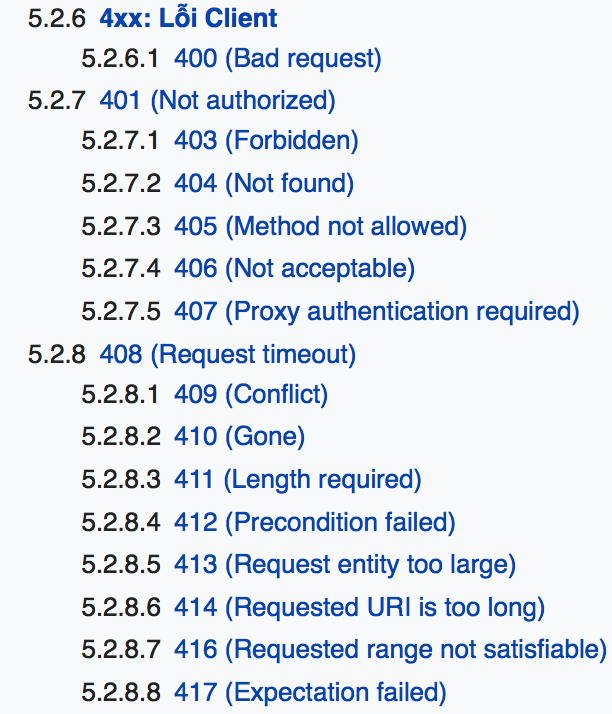 5.2.6 4xx: Lỗi Client
5.2.6.1 400 (Bad request)
5.2.7 401 (Not authorized)
5.2.7.1 403 (Forbidden)
5.2.7.2 404 (Not found)
5.2.7.3 405 (Method not allowed)
5.2.7.4 406 (Not acceptable)
5.2.7.5 407 (Proxy authentication required)
5.2.8 408 (Request timeout)
5.2.8.1 409 (Conflict)
5.2.8.2 410 (Gone)
5.2.8.3 411 (Length required)
5.2.8.4 412 (Precondition failed)
5.2.8.5 413 (Request entity too large)
5.2.8.6 414 (Requested URI is too long)
5.2.8.7 416 (Requested range not satisfiable)
5.2.8.8 417 (Expectation failed)